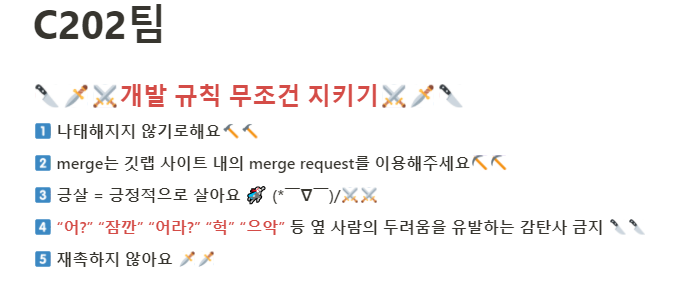 C202팀
🔪🗡️⚔️개발 규칙 무조건 지키기⚔️🗡️🔪
1️⃣ 나태해지지 않기로해요⛏️🔨
2️⃣ merge는 깃랩 사이트 내의 merge request를 이용해주세요⛏️⛏️
3️⃣ 긍살 = 긍정적으로 살아요 (*￣∇￣)/⚔️⚔️
4️⃣ “어?” “잠깐” “어라?” “헉” “으악” 등 옆 사람의 두려움을 유발하는 감탄사 금지 🔪🔪
5️⃣ 재촉하지 않아요 🗡️🗡️